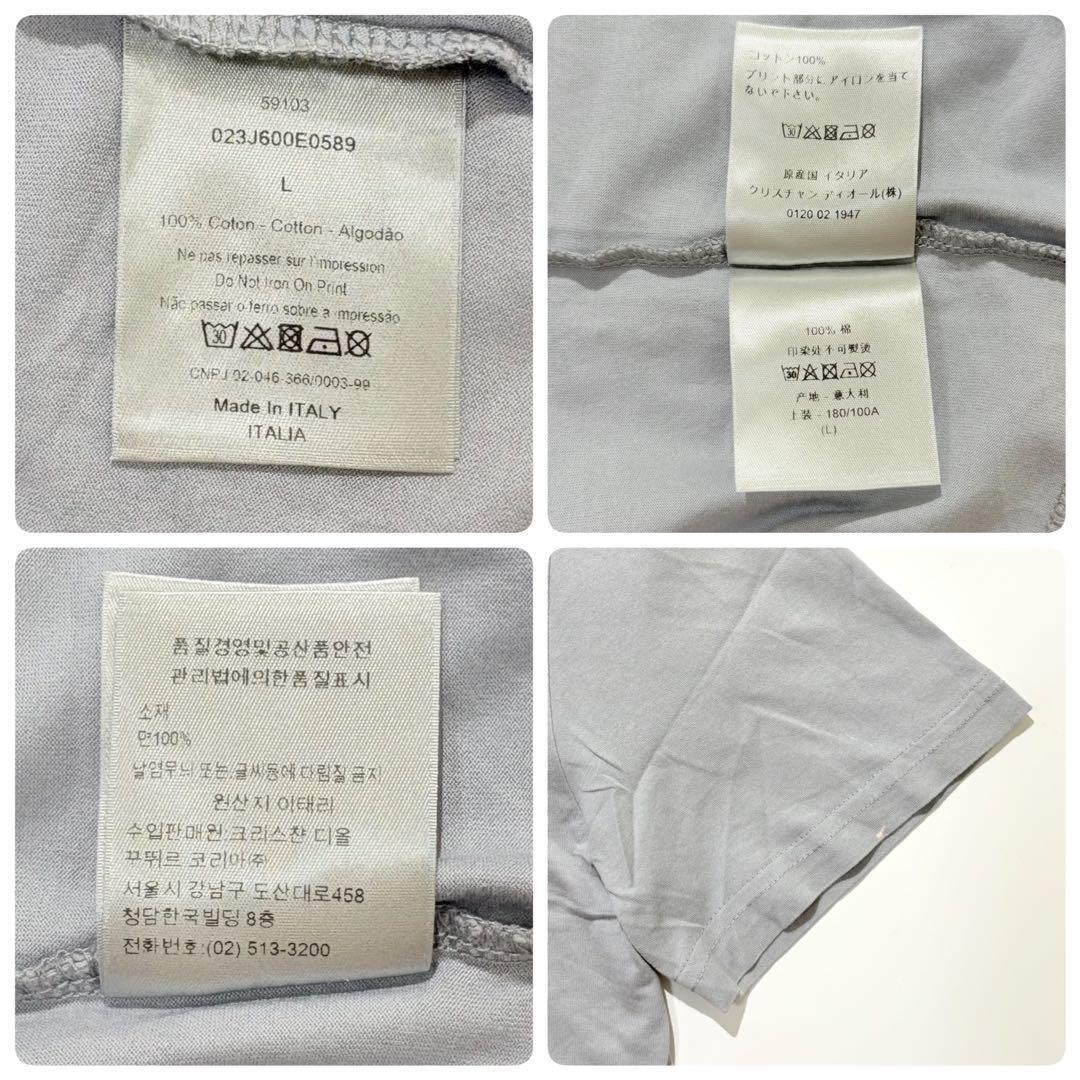 59103
023J600E0589
L
100% Coton - Cotton - Algodão
Ne pas repasser sur l'impression
Do Not Iron On Print
Não passar o ferro sobre a impressão
30
CNPJ 02-046-366/0003-99
Made In ITALY
ITALIA
コットン100%
プリント部分に アイロンを当て
ないで下さい。
30
原産国 イタリア
クリスチャン ディオール(株)
0120 02 1947
100% 棉
印染处不可熨烫
30
产地 - 意大利
上装 - 180/100A
(L)
품질경영및공산품안전
관리법에의한품질표시
소재
면100%
날염무늬 또는 글씨등에 다림질 금지
원산지 이태리
수입판매원:크리스챤 디올
꾸뛰르 코리아㈜
서울시 강남구 도산대로458
청담한국빌딩 8층
전화번호:(02) 513-3200